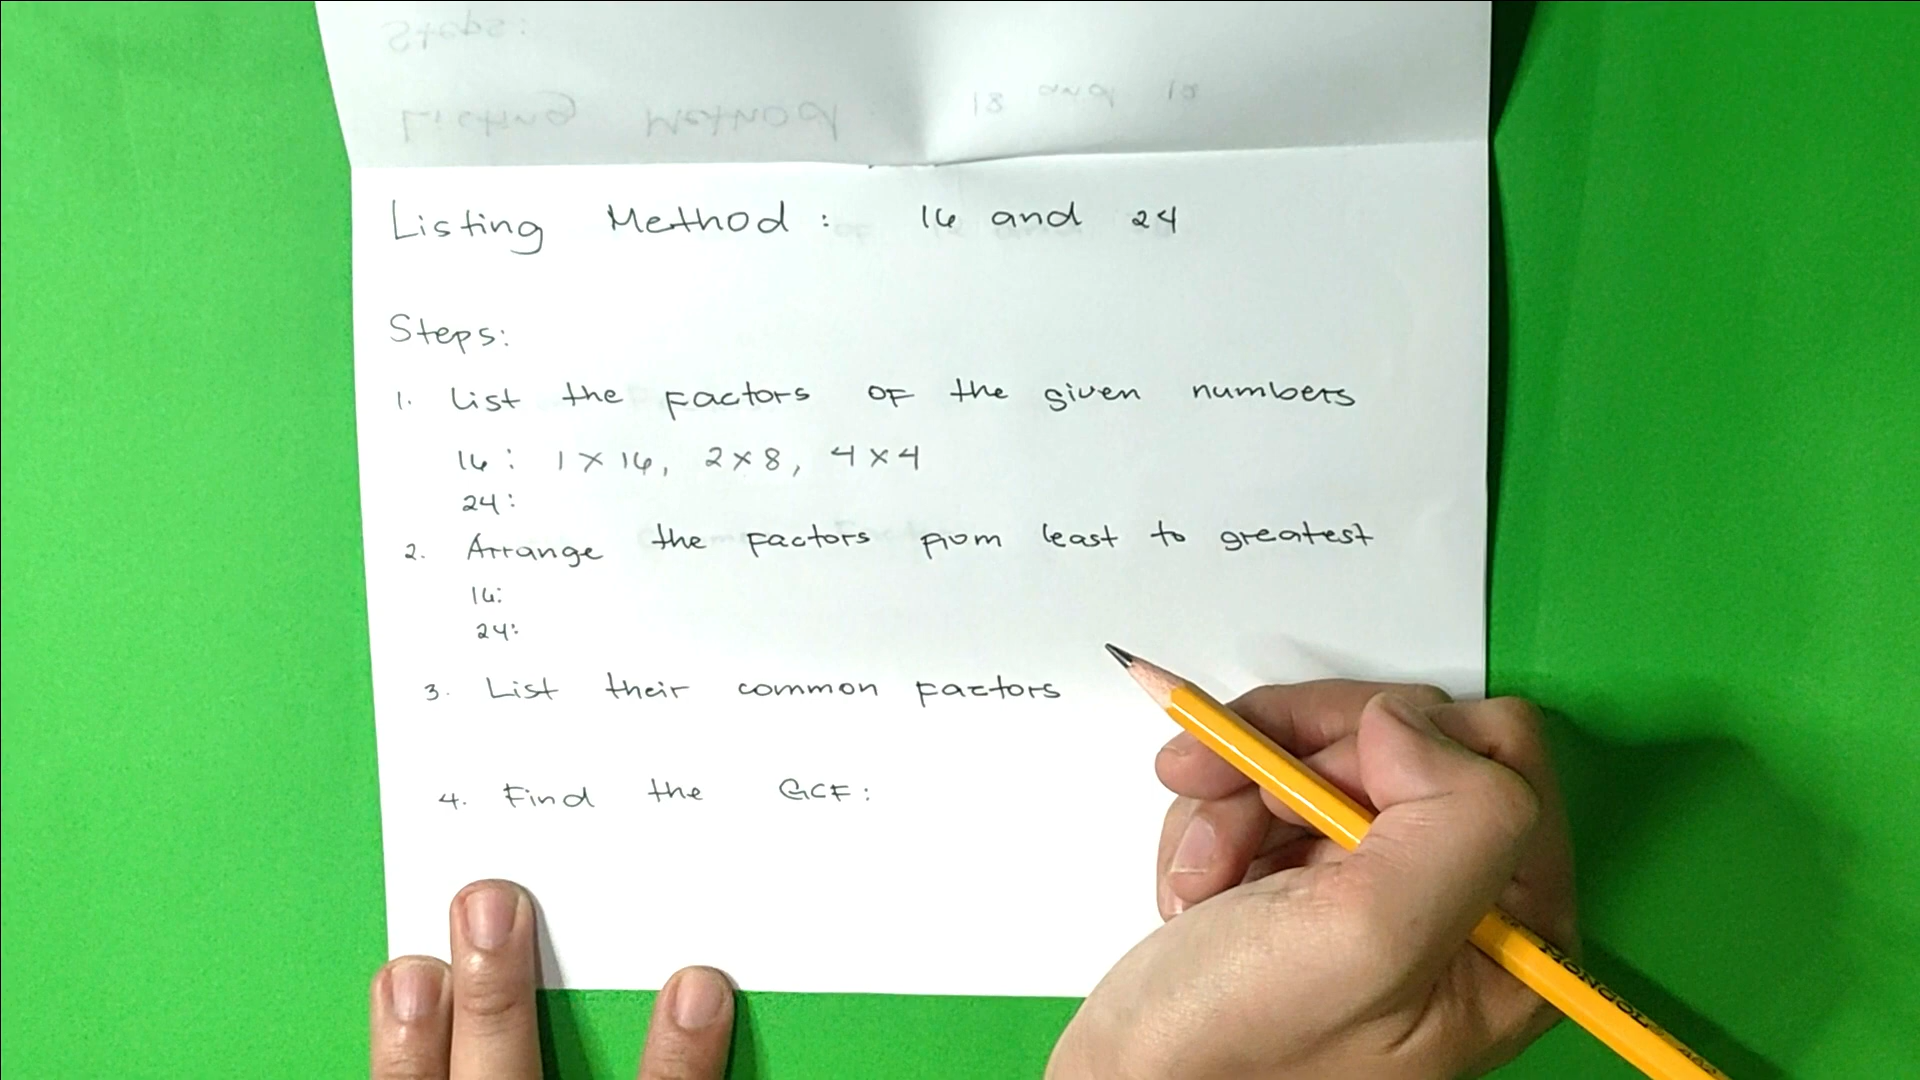 Listing Method : 16 and 24
Steps:
1. List the factors of the given numbers
16: 1 x 16, 2 x 8, 4 x 4
24:
2. Arrange the factors from least to greatest
16:
24:
3. List their common factors
4. Find the GCF:
MONGOL